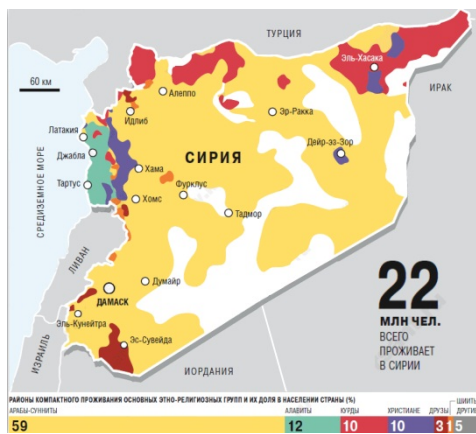 ТУРЦИЯ
Эль-Хасака
60 км
Алеппо
ИРАК
Идлиб
Эр-Ракка
Латакия
СИРИЯ
Дейр-эз-Зор
Джабла
Хама
Фурклус
Тартус
СРЕДИЗЕМНОЕ МОРЕ
Хомс
Тадмор
ЛИВАН
22
МЛН ЧЕЛ.
ВСЕГО
ПРОЖИВАЕТ
В СИРИИ
Думайр
ДАМАСК
Эль-Кунейтра
Эс-Сувейда
ИЗРАИЛЬ
ИОРДАНИЯ
РАЙОНЫ КОМПАКТНОГО ПРОЖИВАНИЯ ОСНОВНЫХ ЭТНО-РЕЛИГИОЗНЫХ ГРУПП И ИХ ДОЛЯ В НАСЕЛЕНИИ СТРАНЫ (%)
ШИИТЫ
АРАБЫ-СУННИТЫ АЛАВИТЫ КУРДЫ ХРИСТИАНЕ ДРУЗЫ ДРУГИЕ
59 12 10 10 3 1 5